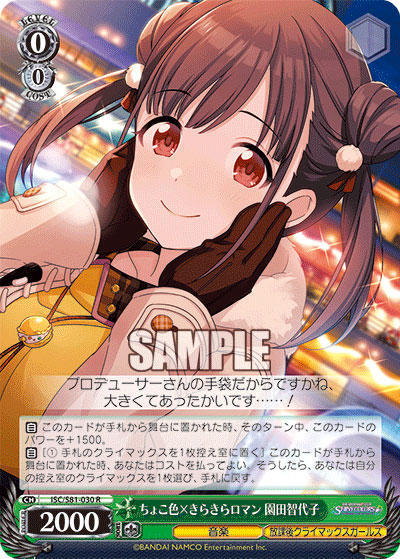 LEVEL
0
0
COST
SAMPLE
プロデューサーさんの手袋だからですかね、
大きくてあったかいです……！
自 このカードが手札から舞台に置かれた時、そのターン中、このカードの
パワーを+1500。
自 [① 手札のクライマックスを1枚控え室に置く] このカードが手札から
舞台に置かれた時、あなたはコストを払ってよい。そうしたら、あなたは自分
の控え室のクライマックスを1枚選び、手札に戻す。
CH ISC/S81-030 R
ちょこ色×きらきらロマン 園田智代子
2000
音楽
放課後クライマックスガールズ
SHINY COLORS
©BANDAI NAMCO Entertainment Inc.